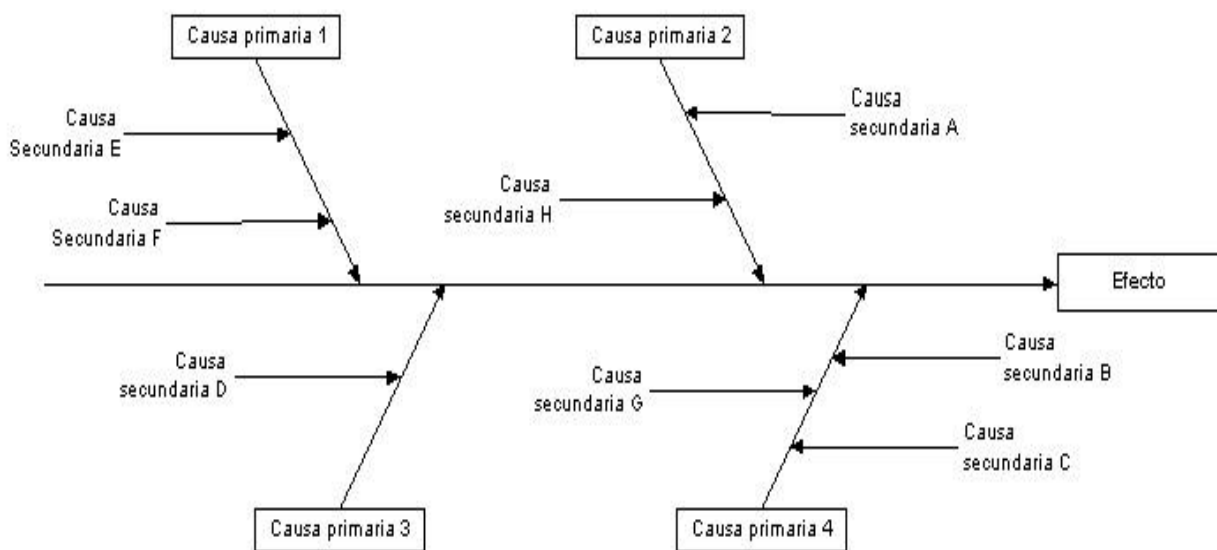 Causa primaria 1
Causa primaria 2
Causa
Secundaria E
Causa
secundaria A
Causa
Secundaria F
Causa
secundaria H
Efecto
Causa
secundaria D
Causa
secundaria G
Causa
secundaria B
Causa
secundaria C
Causa primaria 3
Causa primaria 4